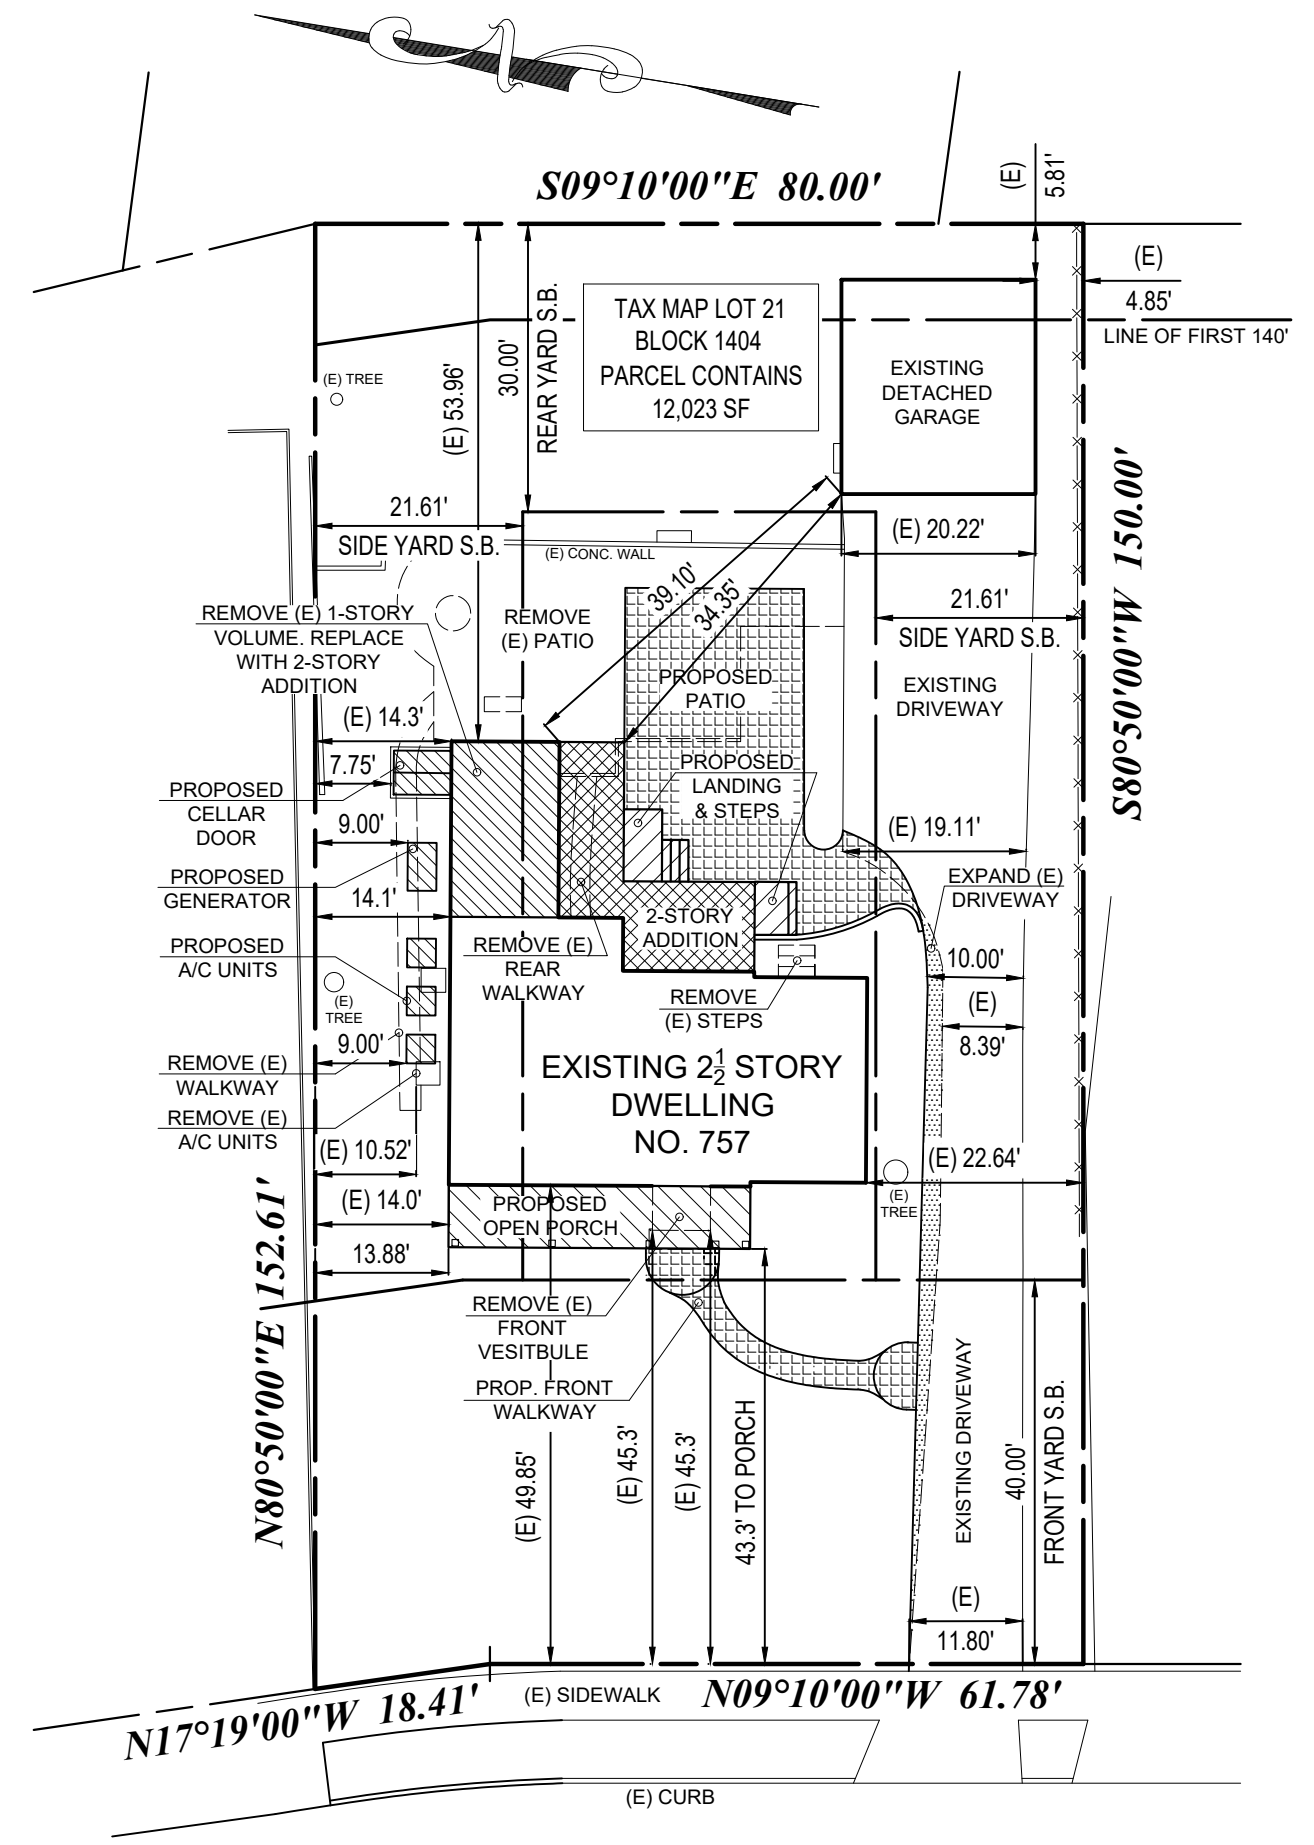 N
S09°10'00"E 80.00'
(E)
5.81'
(E)
4.85'
LINE OF FIRST 140'
TAX MAP LOT 21
BLOCK 1404
PARCEL CONTAINS
12,023 SF
EXISTING
DETACHED
GARAGE
(E) TREE
(E) 53.96'
30.00'
REAR YARD S.B.
21.61'
SIDE YARD S.B.
(E) CONC. WALL
(E) 20.22'
S80°50'00"W 150.00'
39.10'
34.35'
21.61'
SIDE YARD S.B.
REMOVE (E) 1-STORY
VOLUME. REPLACE
WITH 2-STORY
ADDITION
REMOVE
(E) PATIO
PROPOSED
PATIO
EXISTING
DRIVEWAY
(E) 14.3'
7.75'
PROPOSED
CELLAR
DOOR
PROPOSED
LANDING
& STEPS
9.00'
(E) 19.11'
PROPOSED
GENERATOR
EXPAND (E)
DRIVEWAY
14.1'
2-STORY
ADDITION
PROPOSED
A/C UNITS
REMOVE (E)
REAR
WALKWAY
10.00'
(E)
TREE
REMOVE
(E) STEPS
(E)
8.39'
9.00'
REMOVE (E)
WALKWAY
EXISTING 2½ STORY
DWELLING
NO. 757
REMOVE (E)
A/C UNITS
(E) 10.52'
(E) 22.64'
(E)
TREE
(E) 14.0'
PROPOSED
OPEN PORCH
13.88'
N80°50'00"E 152.61'
REMOVE (E)
FRONT
VESITBULE
PROP. FRONT
WALKWAY
(E) 49.85'
(E) 45.3'
(E) 45.3'
43.3' TO PORCH
EXISTING DRIVEWAY
40.00'
FRONT YARD S.B.
(E)
11.80'
N17°19'00"W 18.41'
(E) SIDEWALK
N09°10'00"W 61.78'
(E) CURB